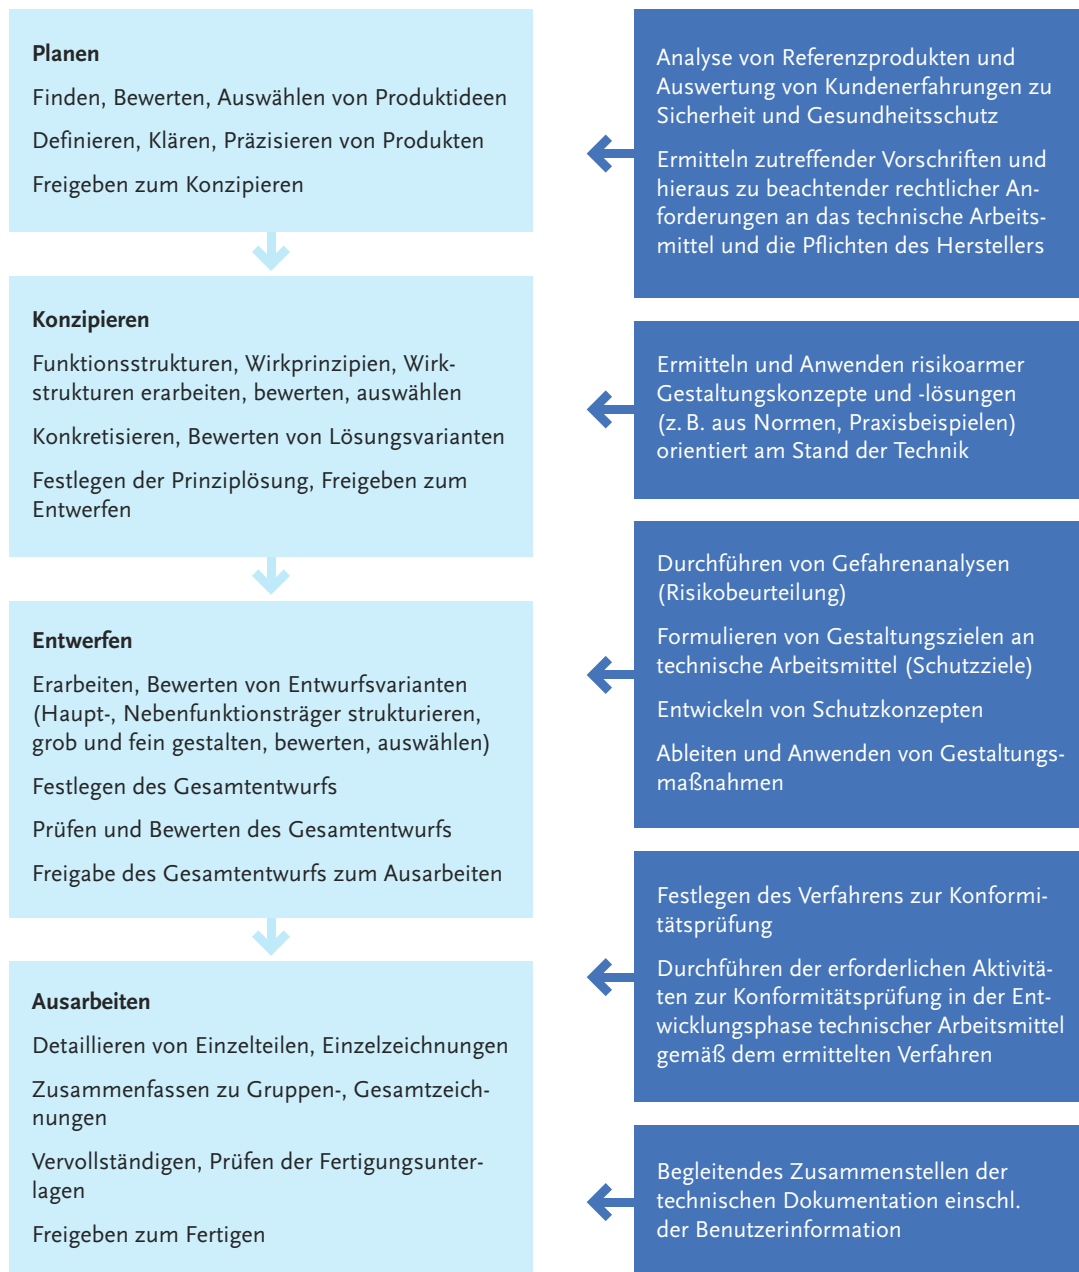 Planen
Finden, Bewerten, Auswählen von Produktideen
Definieren, Klären, Präzisieren von Produkten
Freigeben zum Konzipieren
Analyse von Referenzprodukten und
Auswertung von Kundenerfahrungen zu
Sicherheit und Gesundheitsschutz
Ermitteln zutreffender Vorschriften und
hieraus zu beachtender rechtlicher An-
forderungen an das technische Arbeits-
mittel und die Pflichten des Herstellers
Konzipieren
Funktionsstrukturen, Wirkprinzipien, Wirk-
strukturen erarbeiten, bewerten, auswählen
Konkretisieren, Bewerten von Lösungsvarianten
Festlegen der Prinziplösung, Freigeben zum
Entwerfen
Ermitteln und Anwenden risikoarmer
Gestaltungskonzepte und -lösungen
(z. B. aus Normen, Praxisbeispielen)
orientiert am Stand der Technik
Entwerfen
Erarbeiten, Bewerten von Entwurfsvarianten
(Haupt-, Nebenfunktionsträger strukturieren,
grob und fein gestalten, bewerten, auswählen)
Festlegen des Gesamtentwurfs
Prüfen und Bewerten des Gesamtentwurfs
Freigabe des Gesamtentwurfs zum Ausarbeiten
Durchführen von Gefahrenanalysen
(Risikobeurteilung)
Formulieren von Gestaltungszielen an
technische Arbeitsmittel (Schutzziele)
Entwickeln von Schutzkonzepten
Ableiten und Anwenden von Gestaltungs-
maßnahmen
Ausarbeiten
Detaillieren von Einzelteilen, Einzelzeichnungen
Zusammenfassen zu Gruppen-, Gesamtzeich-
nungen
Vervollständigen, Prüfen der Fertigungsunter-
lagen
Freigeben zum Fertigen
Festlegen des Verfahrens zur Konformi-
tätsprüfung
Durchführen der erforderlichen Aktivitä-
ten zur Konformitätsprüfung in der Ent-
wicklungsphase technischer Arbeitsmittel
gemäß dem ermittelten Verfahren
Begleitendes Zusammenstellen der
technischen Dokumentation einschl.
der Benutzerinformation